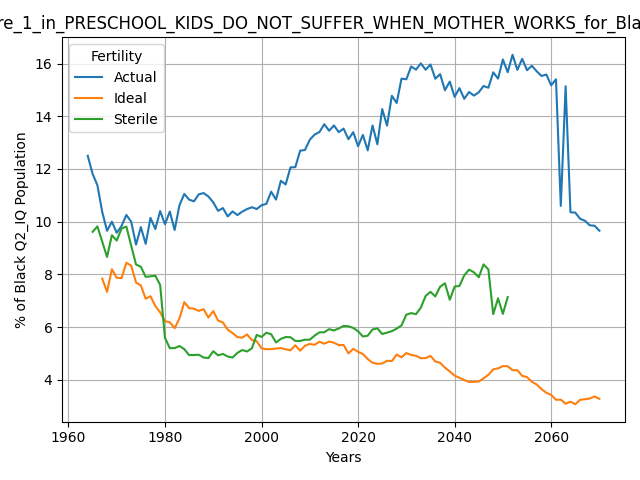 re_1_in_PRESCHOOL_KIDS_DO_NOT_SUFFER_WHEN_MOTHER_WORKS_for_Bla
Fertility
Actual
Ideal
Sterile
% of Black Q2_IQ Population
16
14
12
10
8
6
4
1960 1980 2000 2020 2040 2060
Years